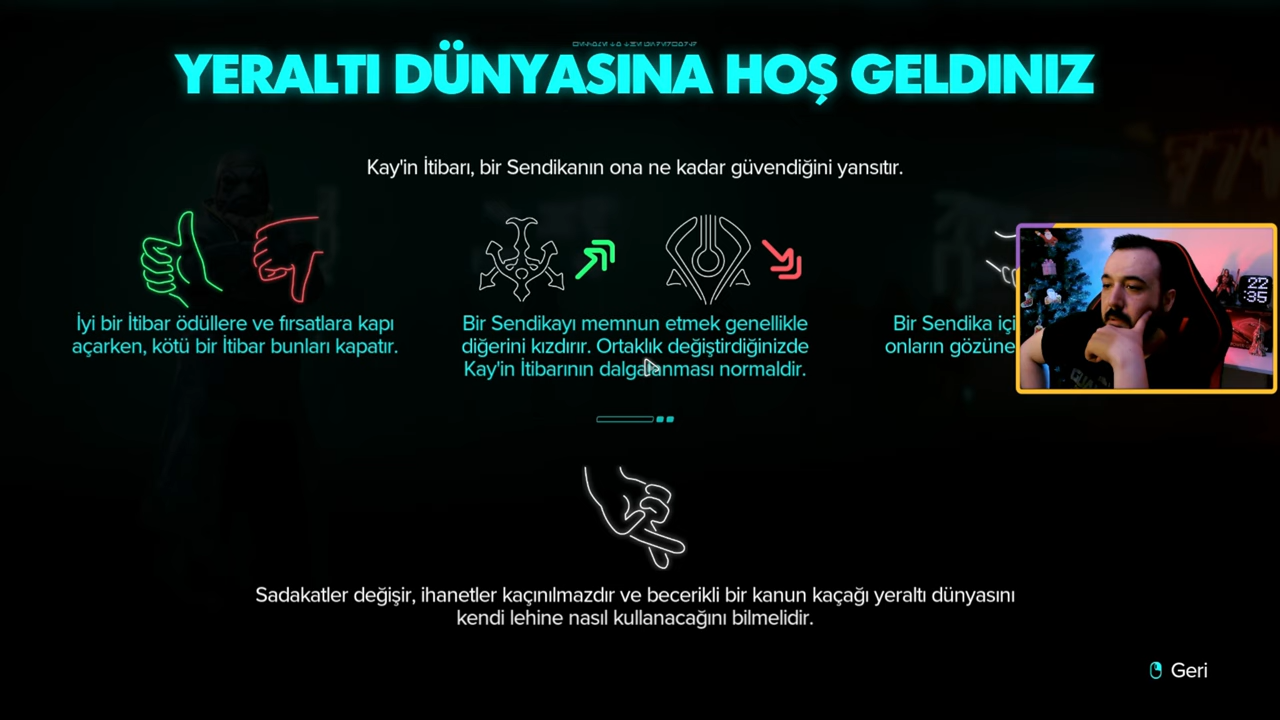 YERALTI DÜNYASINA HOŞ GELDINIZ
Kay'in İtibarı, bir Sendikanın ona ne kadar güvendiğini yansıtır.
İyi bir İtibar ödüllere ve fırsatlara kapı
açarken, kötü bir İtibar bunları kapatır.
Bir Sendikayı memnun etmek genellikle
diğerini kızdırır. Ortaklık değiştirdiğinizde
Kay'in İtibarının dalgalanması normaldir.
Bir Sendika içi
onların gözüne
22
35
Sadakatler değişir, ihanetler kaçınılmazdır ve becerikli bir kanun kaçağı yeraltı dünyasını
kendi lehine nasıl kullanacağını bilmelidir.
Geri